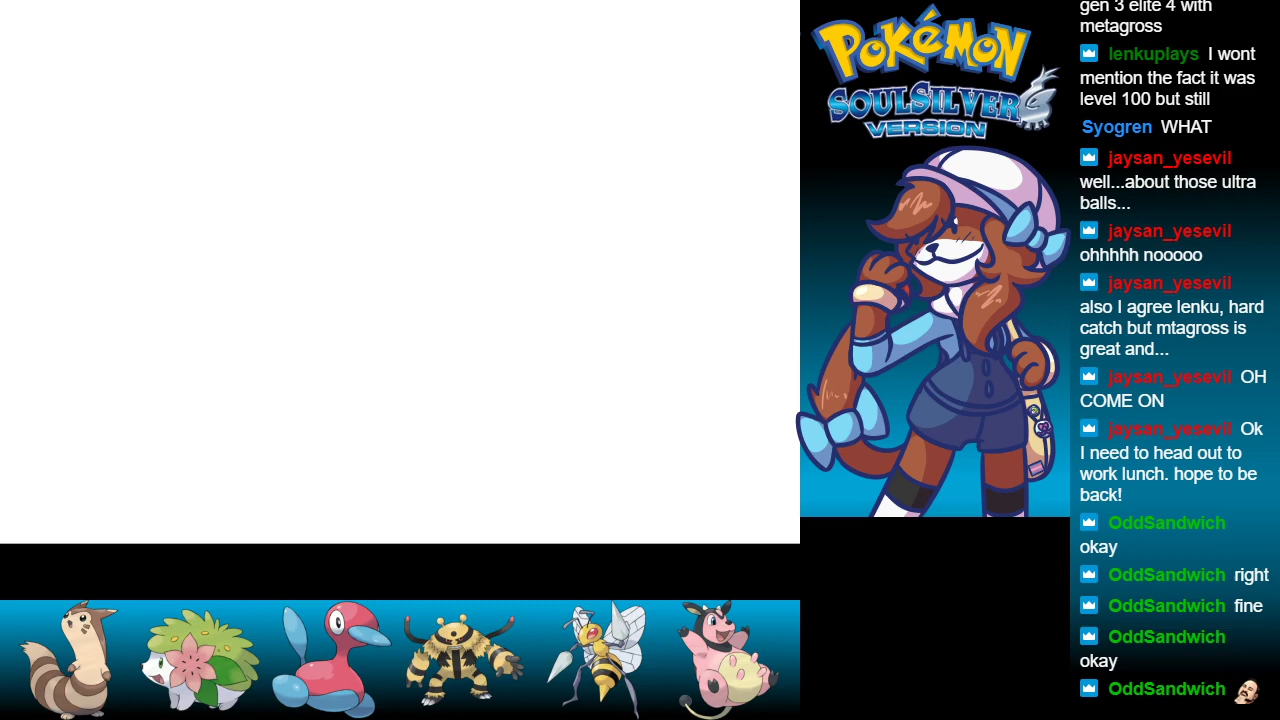 POKÉMON
SOULSILVER
VERSION
gen 3 elite 4 with
metagross
lenkuplays I wont
mention the fact it was
level 100 but still
Syogren WHAT
jaysan_yesevil
well...about those ultra
balls...
jaysan_yesevil
ohhhhh nooooo
jaysan_yesevil
also I agree lenku, hard
catch but mtagross is
great and...
jaysan_yesevil OH
COME ON
jaysan_yesevil Ok
I need to head out to
work lunch. hope to be
back!
OddSandwich
okay
OddSandwich right
OddSandwich fine
OddSandwich
okay
OddSandwich